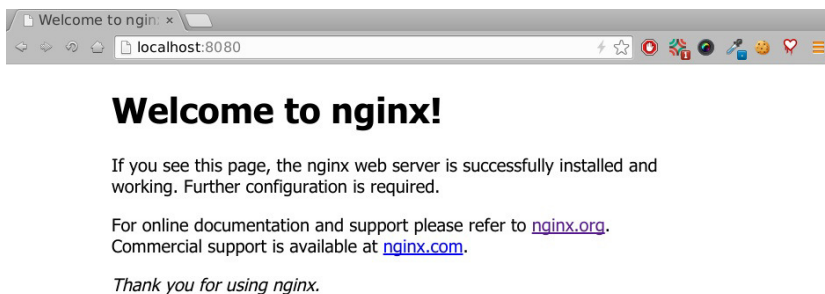 Welcome to ngin
localhost:8080
1
Welcome to nginx!
If you see this page, the nginx web server is successfully installed and
working. Further configuration is required.
For online documentation and support please refer to nginx.org.
Commercial support is available at nginx.com.
Thank you for using nginx.